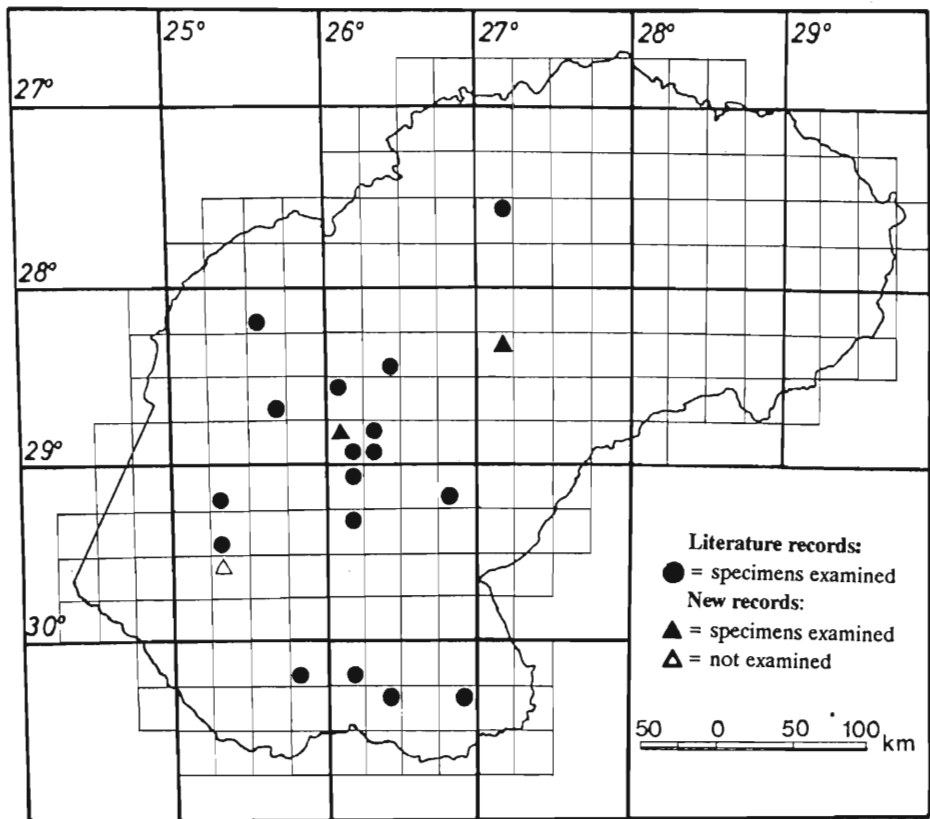 25° 26° 27° 28° 29°
27°
28°
29°
30°
Literature records:
= specimens examined
New records:
= specimens examined
= not examined
50 0 50 100 km